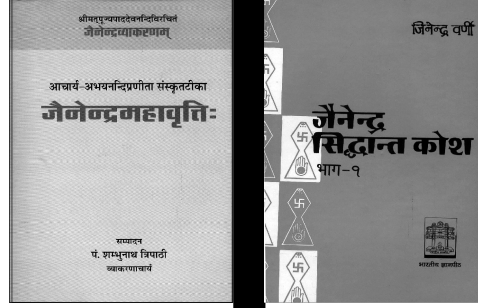 श्रीमत्पूज्यपाददेवनन्दिविरचितं
जैनेन्द्रव्याकरणम्
आचार्य-अभयनन्दिप्रणीता संस्कृतटीका
जैनेन्द्रमहावृत्तिः
सम्पादन
पं. शम्भुनाथ त्रिपाठी
व्याकरणाचार्य
जिनेन्द्र वर्णी
जैनेन्द्र
सिद्धान्त कोश
भाग-१
भारतीय ज्ञानपीठ